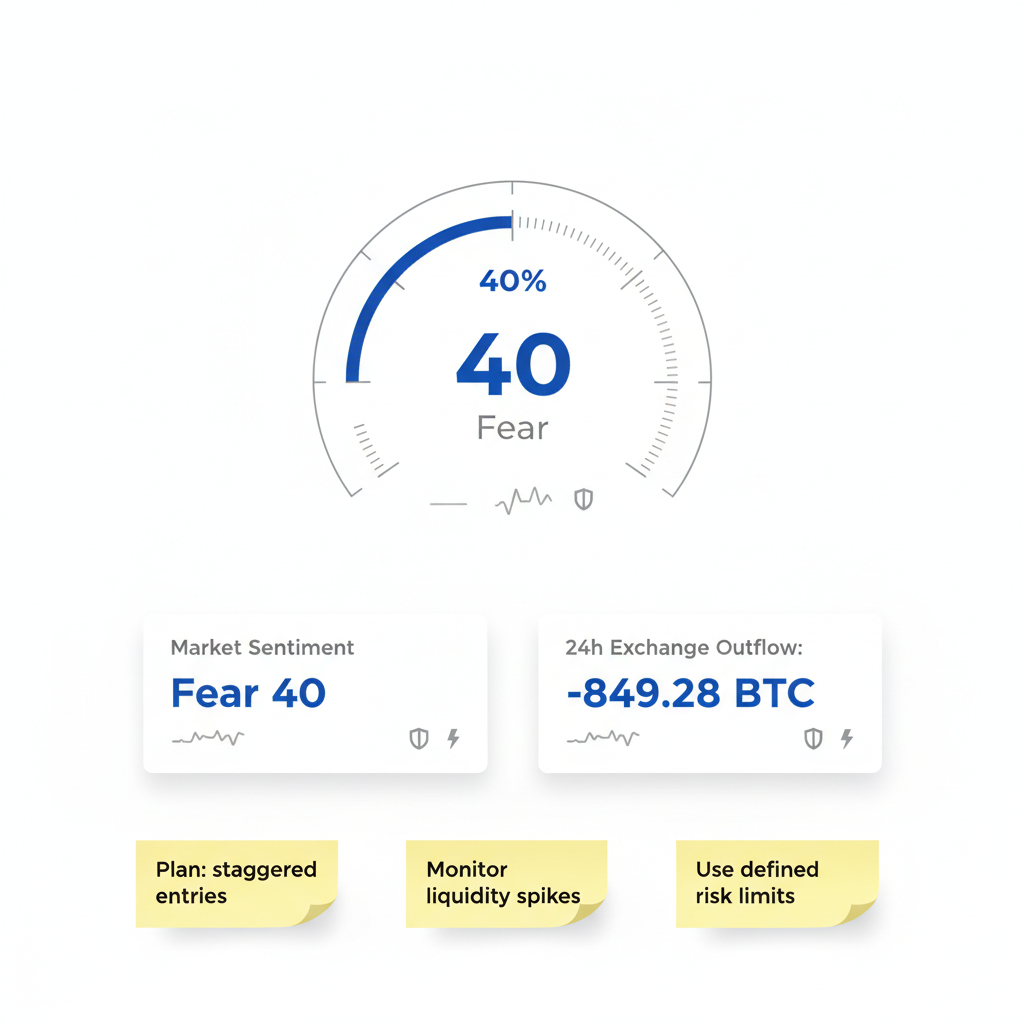 40%
40
Fear
Market Sentiment
Fear 40
24h Exchange Outflow:
-849.28 BTC
Plan: staggered
entries
Monitor
liquidity spikes
Use defined
risk limits